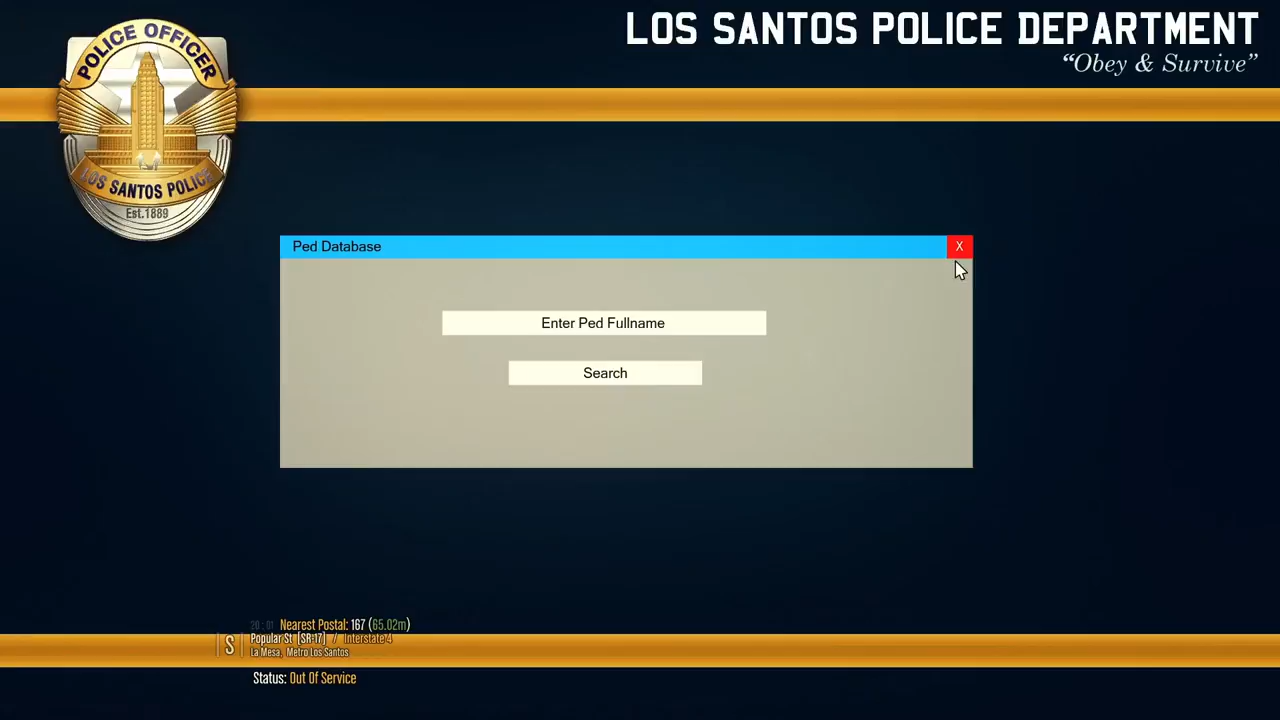 POLICE OFFICER
LOS SANTOS POLICE
Est.1889
LOS SANTOS POLICE DEPARTMENT
“Obey & Survive”
Ped Database
X
Enter Ped Fullname
Search
20:01 Nearest Postal: 167 (65.02m)
S
Popular St [SR-17] / Interstate 4
La Mesa, Metro Los Santos
Status: Out Of Service